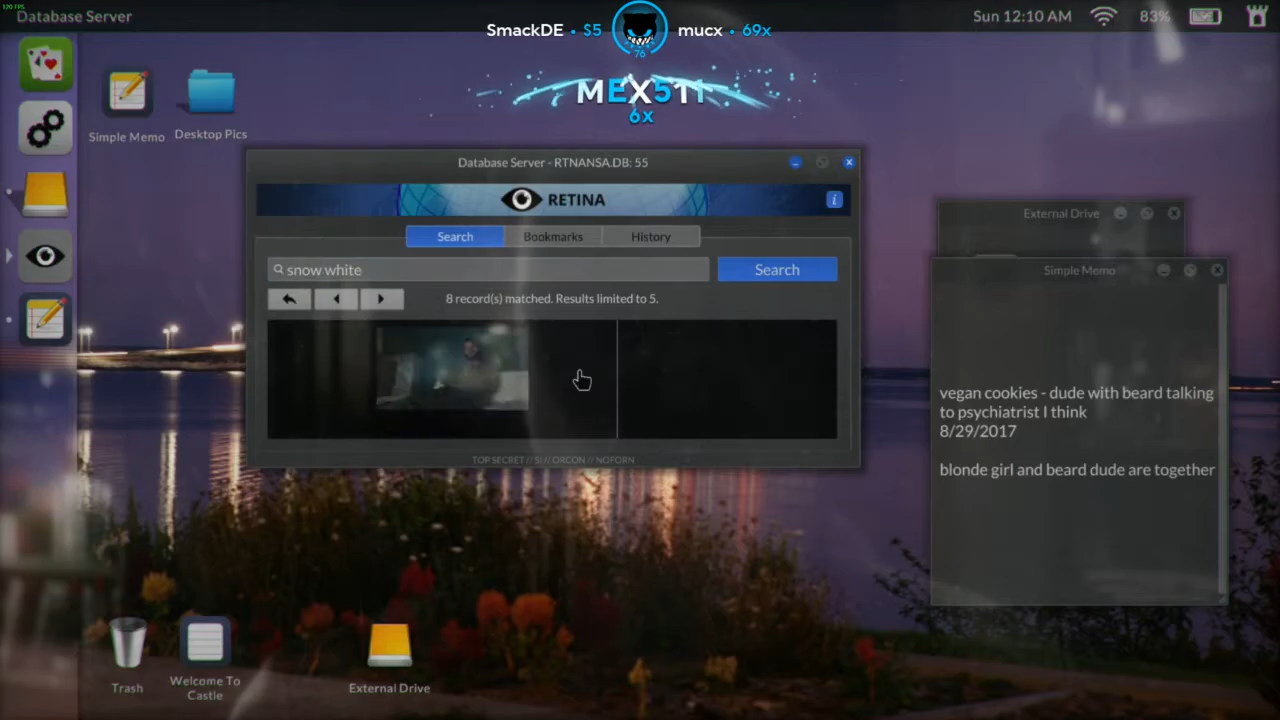 120 FPS
Database Server
SmackDE • $5
76
mucx • 69x
Sun 12:10 AM
83%
MEX511
6x
Simple Memo
Desktop Pics
Database Server - RTNANSA.DB: 55
RETINA
i
Search
Bookmarks
History
snow white
Search
8 record(s) matched. Results limited to 5.
TOP SECRET // SI // ORCON // NOFORN
External Drive
Simple Memo
vegan cookies - dude with beard talking
to psychiatrist I think
8/29/2017
blonde girl and beard dude are together
Trash
Welcome To
Castle
External Drive